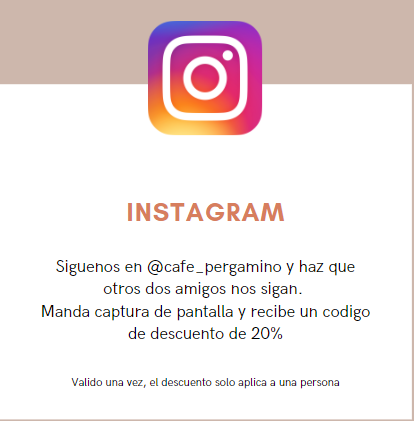 INSTAGRAM
Siguenos en @cafe_pergamino y haz que
otros dos amigos nos sigan.
Manda captura de pantalla y recibe un codigo
de descuento de 20%
Valido una vez, el descuento solo aplica a una persona